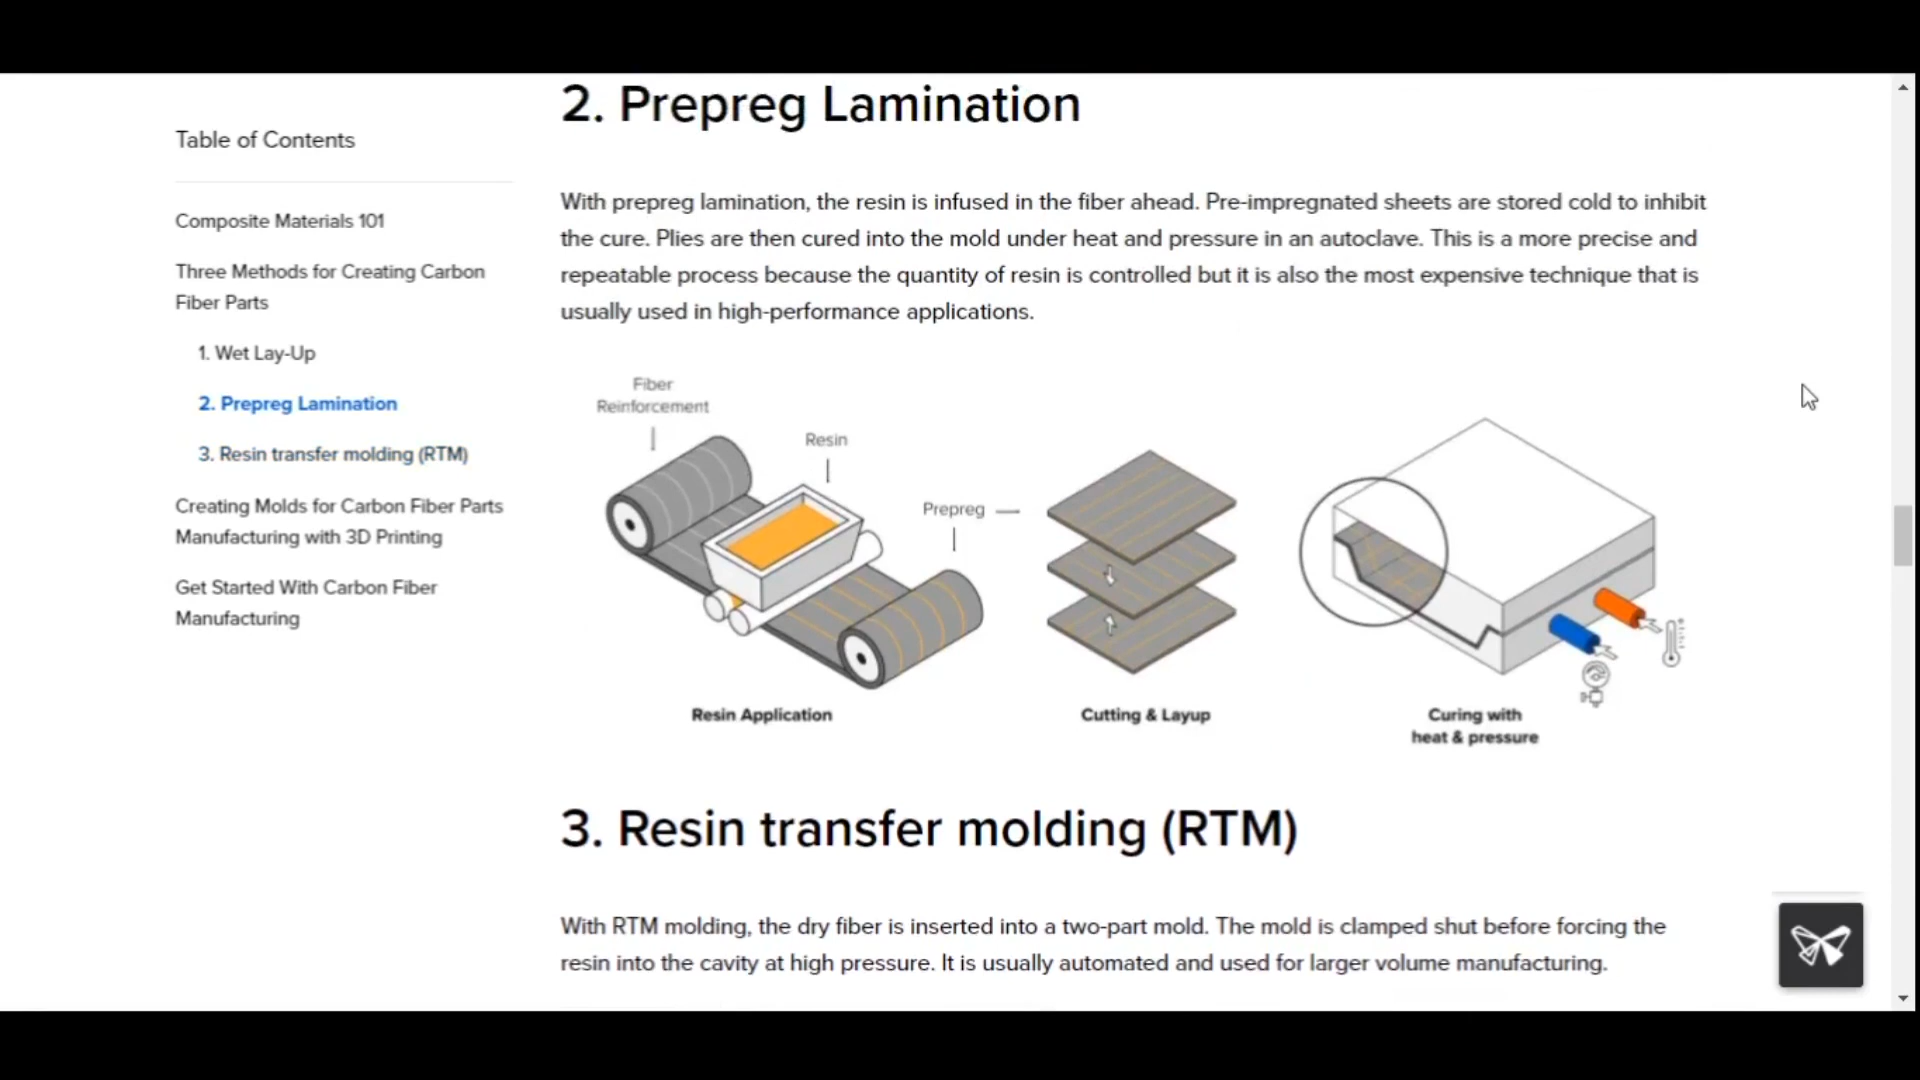 2. Prepreg Lamination
Table of Contents
Composite Materials 101
Three Methods for Creating Carbon
Fiber Parts
1. Wet Lay-Up
2. Prepreg Lamination
3. Resin transfer molding (RTM)
Creating Molds for Carbon Fiber Parts
Manufacturing with 3D Printing
Get Started With Carbon Fiber
Manufacturing
With prepreg lamination, the resin is infused in the fiber ahead. Pre-impregnated sheets are stored cold to inhibit
the cure. Plies are then cured into the mold under heat and pressure in an autoclave. This is a more precise and
repeatable process because the quantity of resin is controlled but it is also the most expensive technique that is
usually used in high-performance applications.
Fiber
Reinforcement
Resin
Prepreg
Resin Application
Cutting & Layup
Curing with
heat & pressure
3. Resin transfer molding (RTM)
With RTM molding, the dry fiber is inserted into a two-part mold. The mold is clamped shut before forcing the
resin into the cavity at high pressure. It is usually automated and used for larger volume manufacturing.